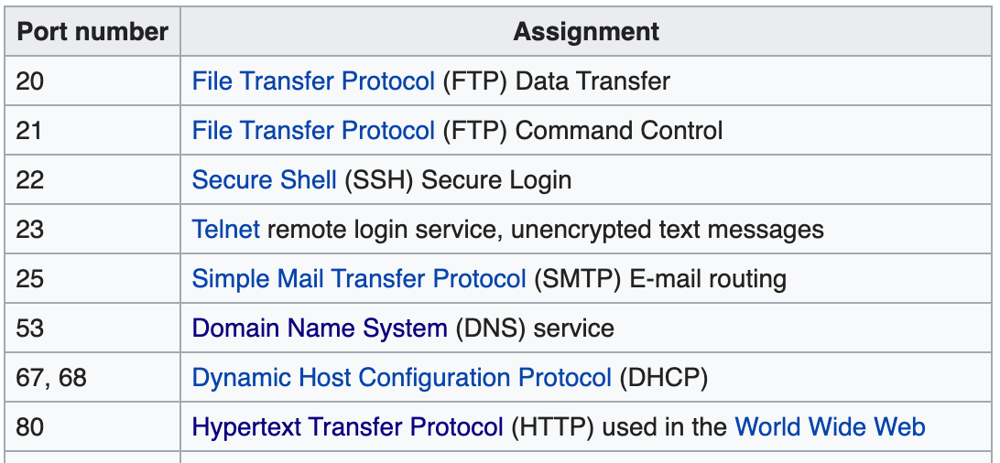 Port number Assignment
20 File Transfer Protocol (FTP) Data Transfer
21 File Transfer Protocol (FTP) Command Control
22 Secure Shell (SSH) Secure Login
23 Telnet remote login service, unencrypted text messages
25 Simple Mail Transfer Protocol (SMTP) E-mail routing
53 Domain Name System (DNS) service
67, 68 Dynamic Host Configuration Protocol (DHCP)
80 Hypertext Transfer Protocol (HTTP) used in the World Wide Web